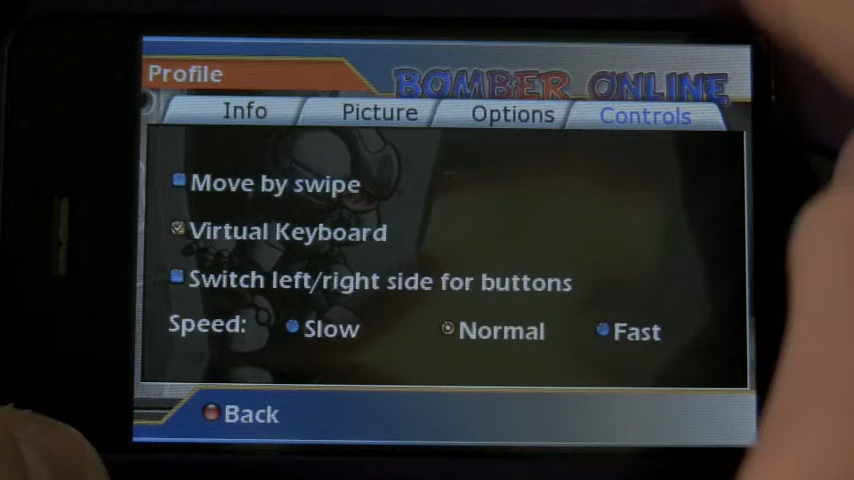 Profile
BOMBER ONLINE
Info Picture Options Controls
Move by swipe
Virtual Keyboard
Switch left/right side for buttons
Speed: Slow Normal Fast
Back